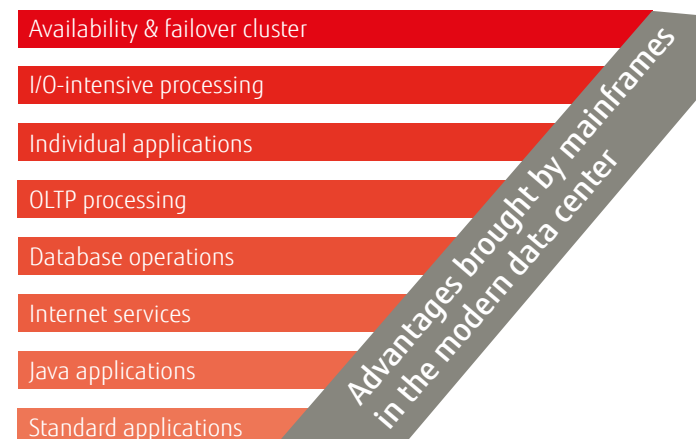 Availability & failover cluster
I/O-intensive processing
Individual applications
OLTP processing
Database operations
Internet services
Java applications
Standard applications
Advantages brought by mainframes
in the modern data center